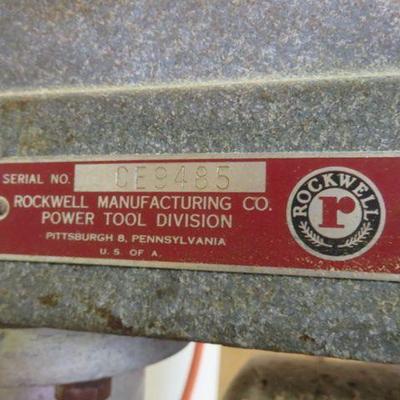 SERIAL NO. CE9485
ROCKWELL MANUFACTURING CO.
POWER TOOL DIVISION
PITTSBURGH 8, PENNSYLVANIA
U.S. OF A.
ROCKWELL
r